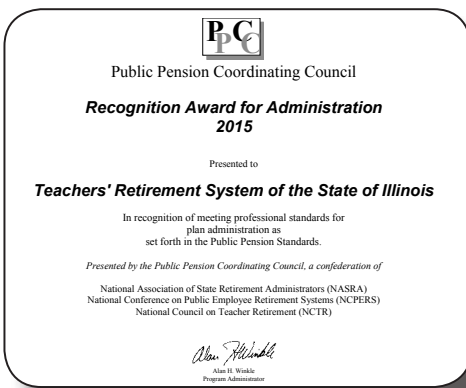 P P C C
Public Pension Coordinating Council
Recognition Award for Administration
2015
Presented to
Teachers' Retirement System of the State of Illinois
In recognition of meeting professional standards for
plan administration as
set forth in the Public Pension Standards.
Presented by the Public Pension Coordinating Council, a confederation of
National Association of State Retirement Administrators (NASRA)
National Conference on Public Employee Retirement Systems (NCPERS)
National Council on Teacher Retirement (NCTR)
Alan H. Winkle
Alan H. Winkle
Program Administrator